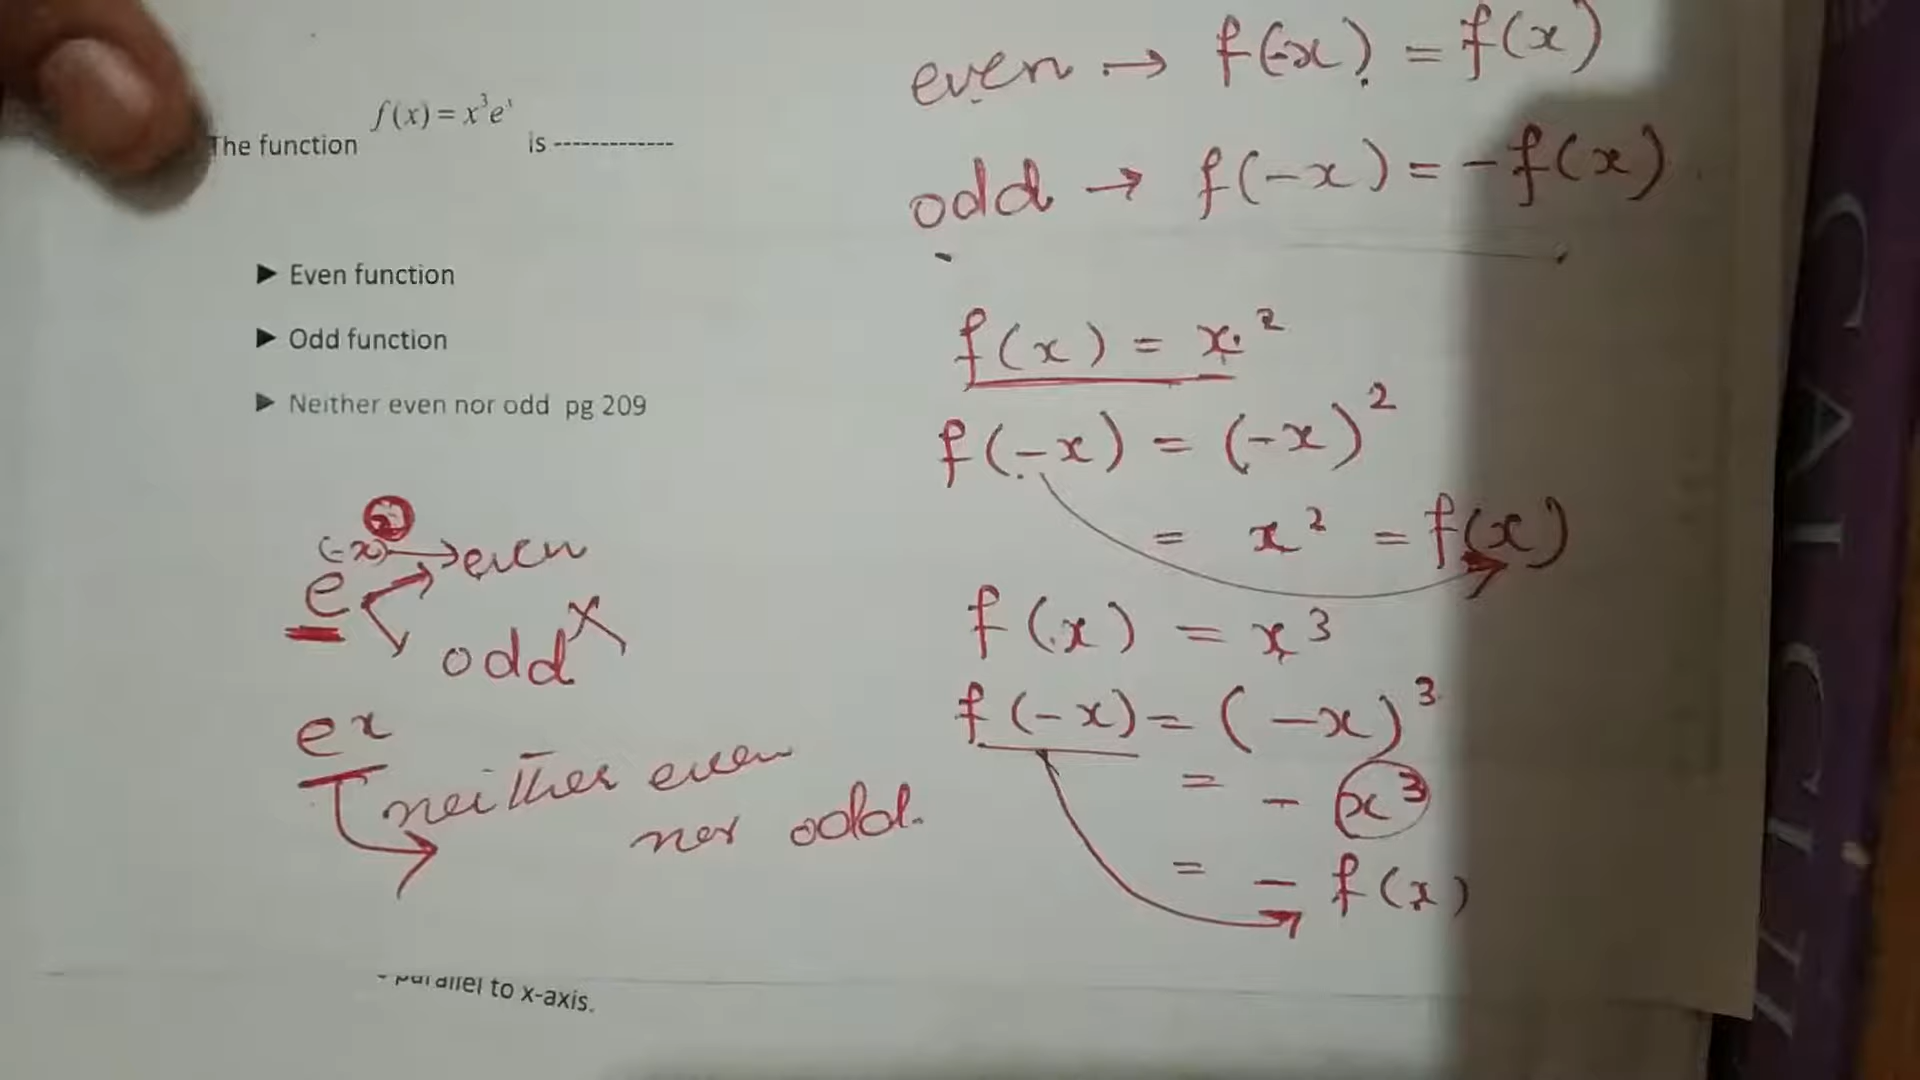 f(x) = x³eˣ
The function is -------------
► Even function
► Odd function
► Neither even nor odd pg 209
even → f(-x) = f(x)
odd → f(-x) = -f(x)
f(x) = x²
f(-x) = (-x)²
= x² = f(x)
f(x) = x³
f(-x) = (-x)³
= - x³
= - f(x)
e (-x)² → even
odd x
eˣ
neither even
nor odd.
parallel to x-axis.